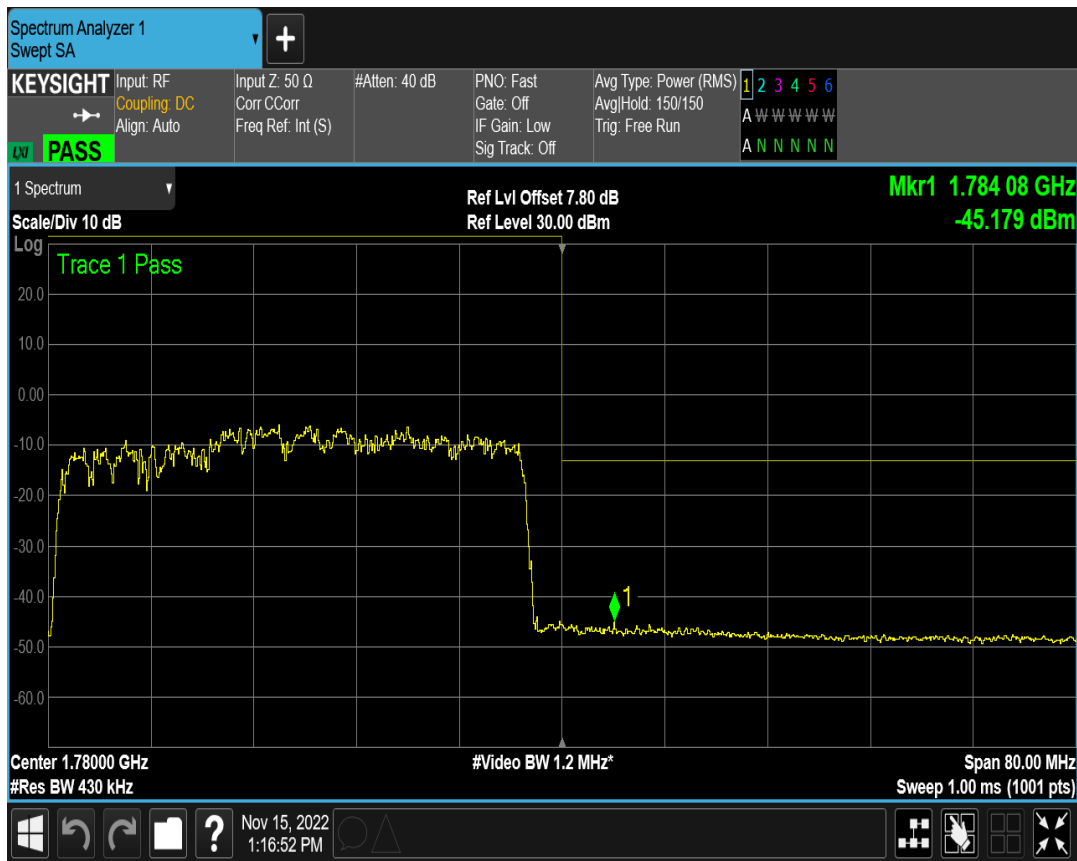 Spectrum Analyzer 1
Swept SA
+
KEYSIGHT
LXI
PASS
Input: RF
Coupling: DC
Align: Auto
Input Z: 50 Ω
Corr CCorr
Freq Ref: Int (S)
#Atten: 40 dB
PNO: Fast
Gate: Off
IF Gain: Low
Sig Track: Off
Avg Type: Power (RMS)
Avg|Hold: 150/150
Trig: Free Run
1 2 3 4 5 6
A W W W W W
A N N N N N
1 Spectrum
Scale/Div 10 dB
Ref Lvl Offset 7.80 dB
Ref Level 30.00 dBm
Mkr1 1.784 08 GHz
-45.179 dBm
Log
Trace 1 Pass
20.0
10.0
0.00
-10.0
-20.0
-30.0
-40.0
1
-50.0
-60.0
Center 1.78000 GHz
#Video BW 1.2 MHz*
Span 80.00 MHz
#Res BW 430 kHz
Sweep 1.00 ms (1001 pts)
?
Nov 15, 2022
1:16:52 PM